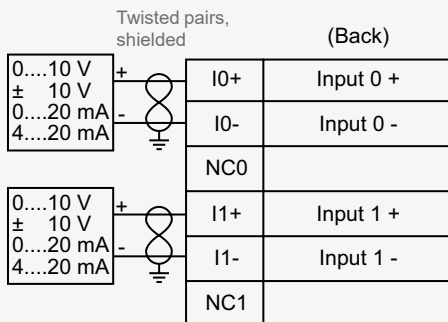 Twisted pairs,
shielded
(Back)
0....10 V
± 10 V
0....20 mA
4....20 mA
+
-
I0+ Input 0 +
I0- Input 0 -
NC0
0....10 V
± 10 V
0....20 mA
4....20 mA
+
-
I1+ Input 1 +
I1- Input 1 -
NC1